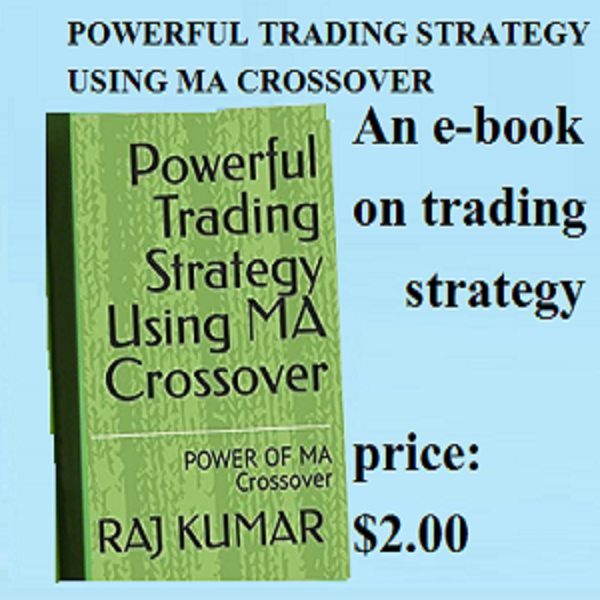 POWERFUL TRADING STRATEGY
USING MA CROSSOVER
An e-book
on trading
strategy
Powerful
Trading
Strategy
Using MA
Crossover
POWER OF MA
Crossover
RAJ KUMAR
price:
$2.00